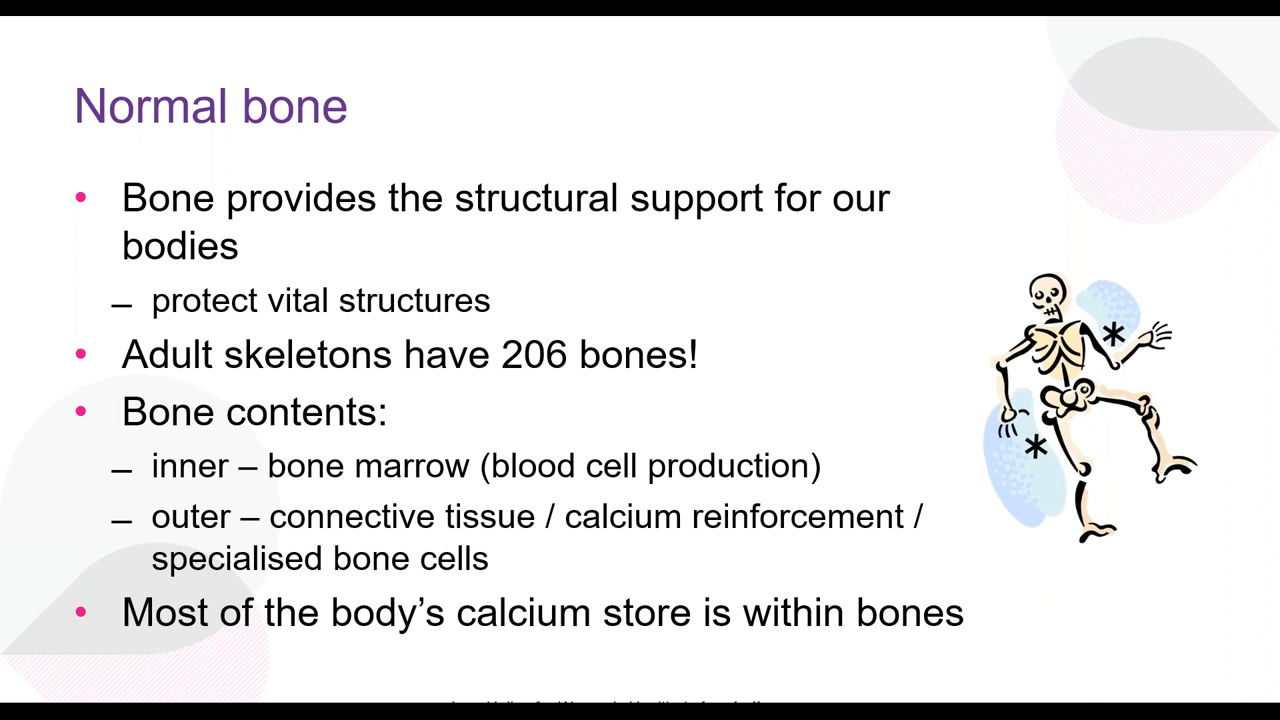 Normal bone
• Bone provides the structural support for our
bodies
– protect vital structures
• Adult skeletons have 206 bones!
• Bone contents:
– inner – bone marrow (blood cell production)
– outer – connective tissue / calcium reinforcement /
specialised bone cells
• Most of the body’s calcium store is within bones